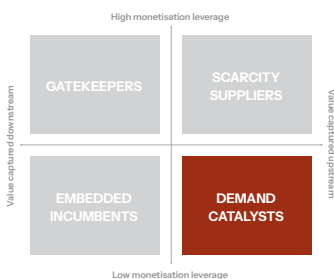 High monetisation leverage
GATEKEEPERS
SCARCITY
SUPPLIERS
Value captured downstream
Value captured upstream
EMBEDDED
INCUMBENTS
DEMAND
CATALYSTS
Low monetisation leverage